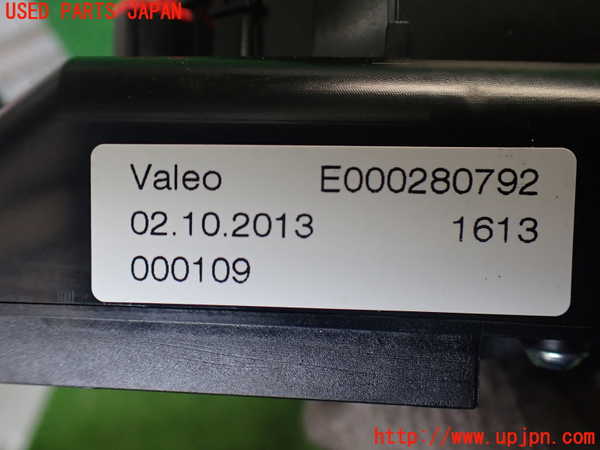 USED PARTS JAPAN
Valeo E000280792
02.10.2013 1613
000109
http://www.upjpn.com/